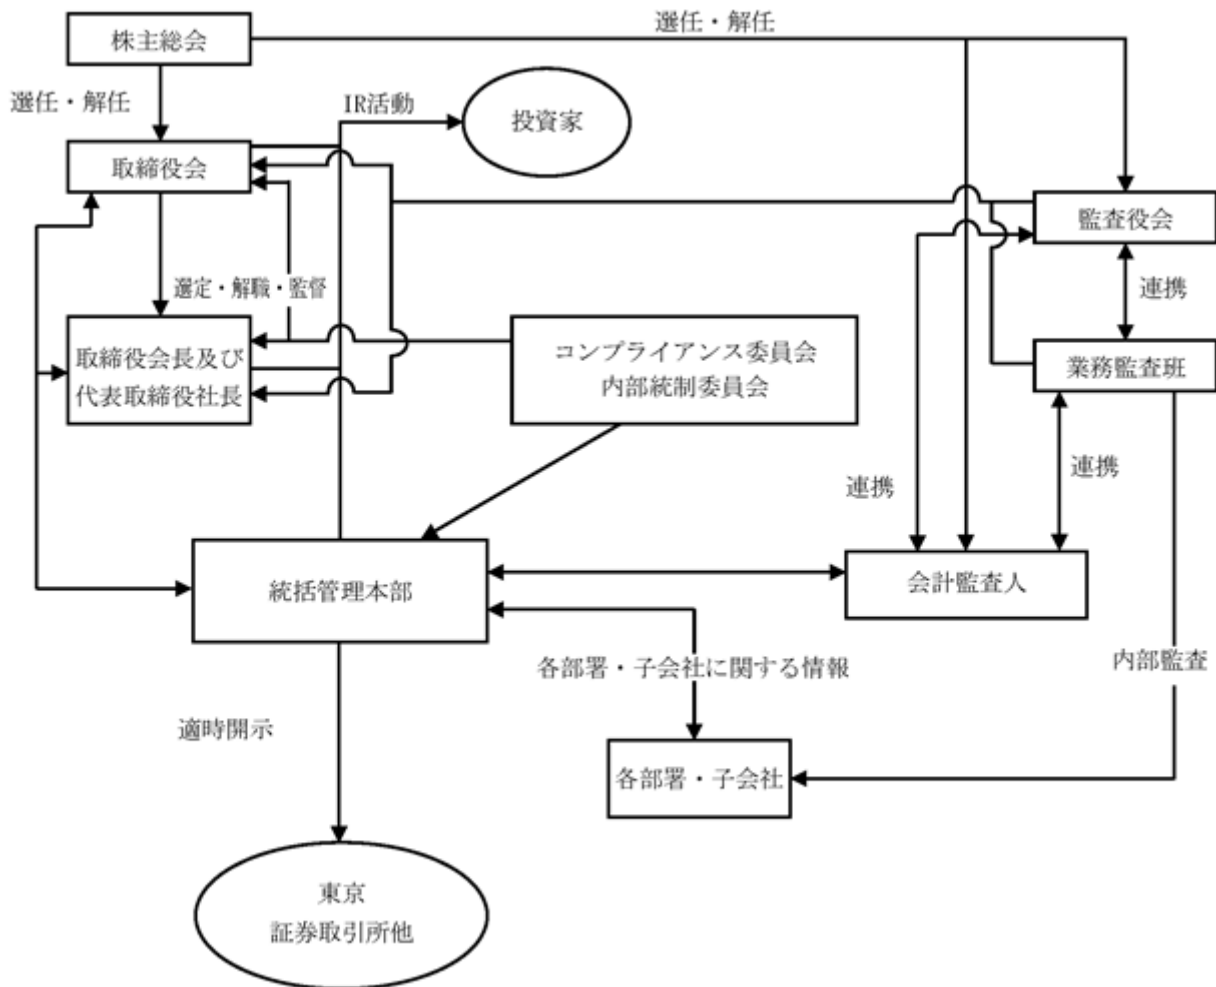 選任・解任
株主総会
選任・解任
IR活動
投資家
取締役会
監査役会
選定・解職・監督
連携
取締役会長及び
代表取締役社長
コンプライアンス委員会
内部統制委員会
業務監査班
連携
連携
統括管理本部
会計監査人
各部署・子会社に関する情報
内部監査
適時開示
各部署・子会社
東京
証券取引所他